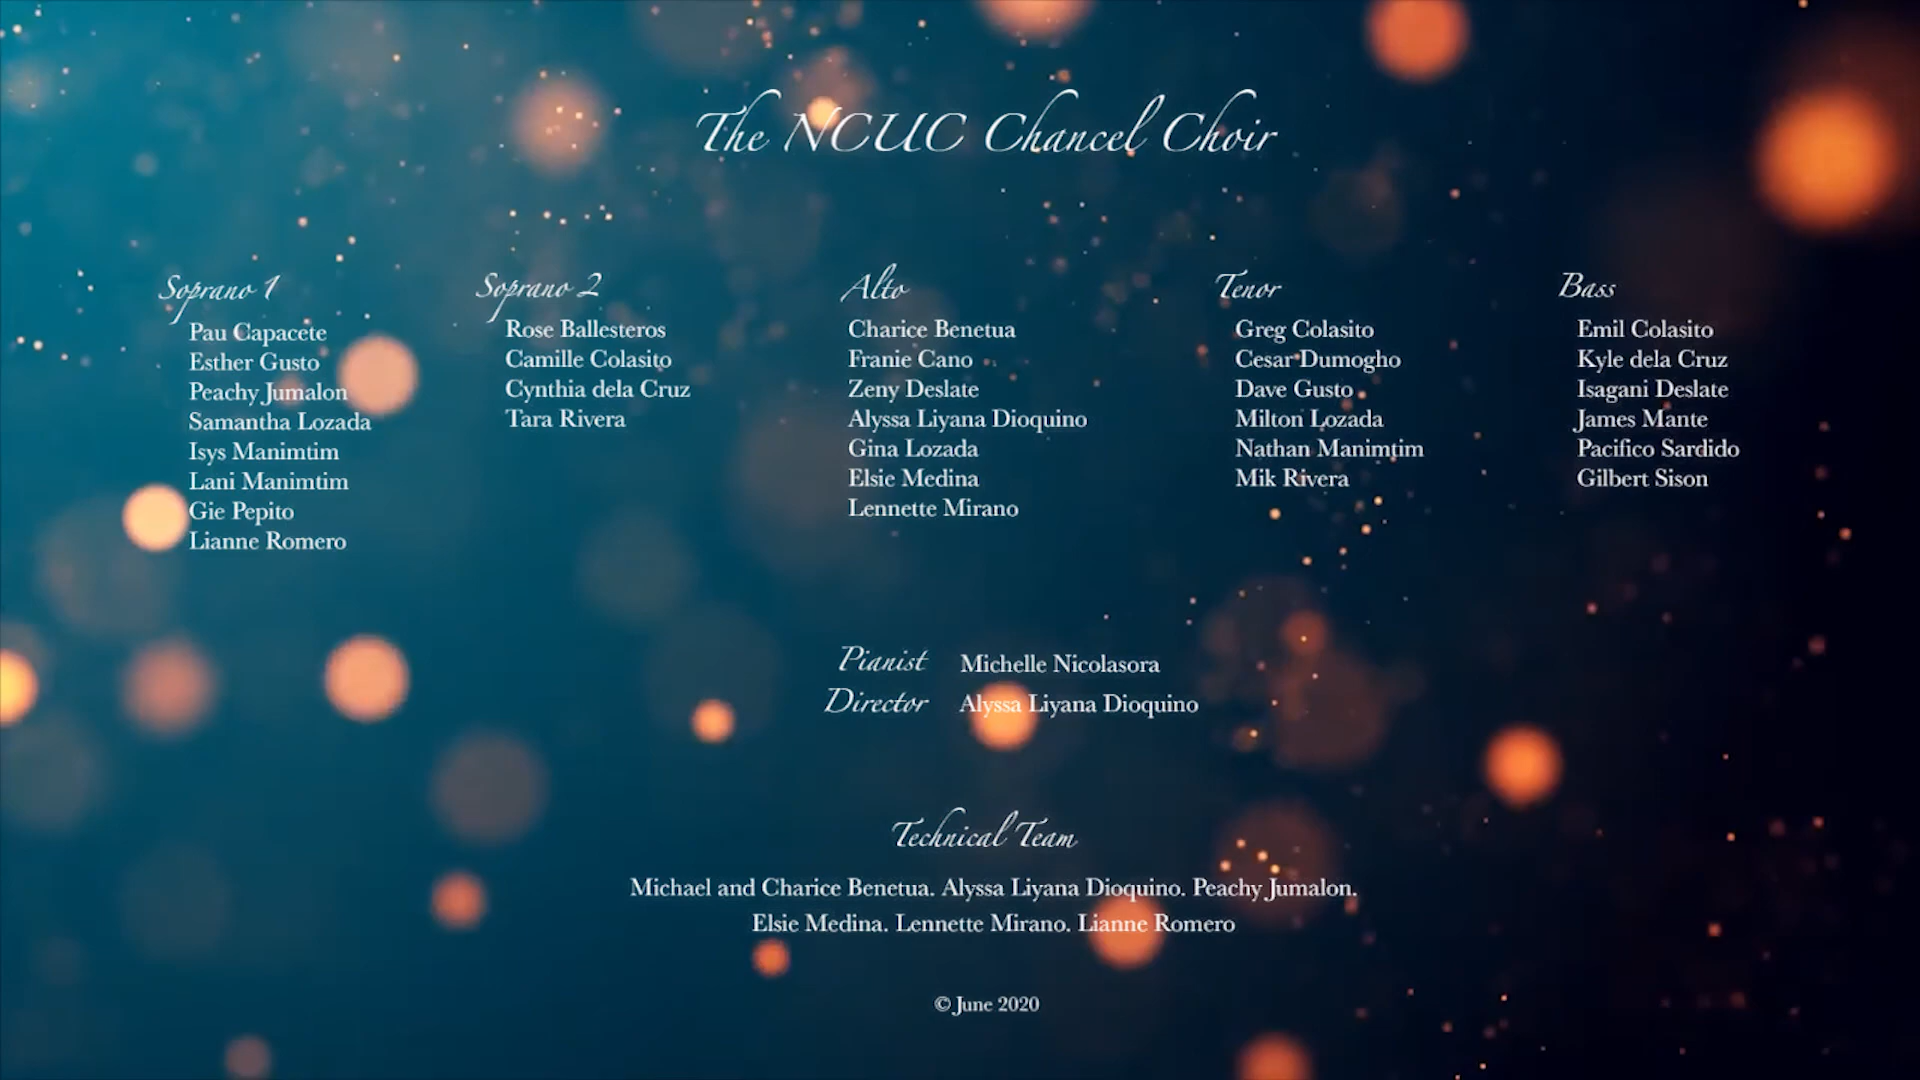 The NCUC Chancel Choir
Soprano 1
Pau Capacete
Esther Gusto
Peachy Jumalon
Samantha Lozada
Isys Manimtim
Lani Manimtim
Gie Pepito
Lianne Romero
Soprano 2
Rose Ballesteros
Camille Colasito
Cynthia dela Cruz
Tara Rivera
Alto
Charice Benetua
Franie Cano
Zeny Deslate
Alyssa Liyana Dioquino
Gina Lozada
Elsie Medina
Lennette Mirano
Tenor
Greg Colasito
Cesar Dumogho
Dave Gusto
Milton Lozada
Nathan Manimtim
Mik Rivera
Bass
Emil Colasito
Kyle dela Cruz
Isagani Deslate
James Mante
Pacifico Sardido
Gilbert Sison
Pianist Michelle Nicolasora
Director Alyssa Liyana Dioquino
Technical Team
Michael and Charice Benetua. Alyssa Liyana Dioquino. Peachy Jumalon.
Elsie Medina. Lennette Mirano. Lianne Romero
© June 2020